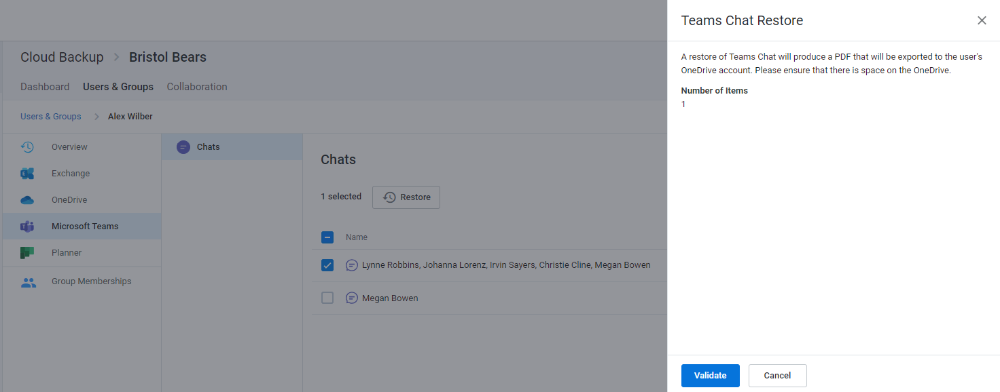 Cloud Backup > Bristol Bears
Dashboard Users & Groups Collaboration
Users & Groups > Alex Wilber
Overview
Exchange
OneDrive
Microsoft Teams
Planner
Group Memberships
Chats
Chats
1 selected Restore
Name
Lynne Robbins, Johanna Lorenz, Irvin Sayers, Christie Cline, Megan Bowen
Megan Bowen
Teams Chat Restore
A restore of Teams Chat will produce a PDF that will be exported to the user's
OneDrive account. Please ensure that there is space on the OneDrive.
Number of Items
1
Validate Cancel